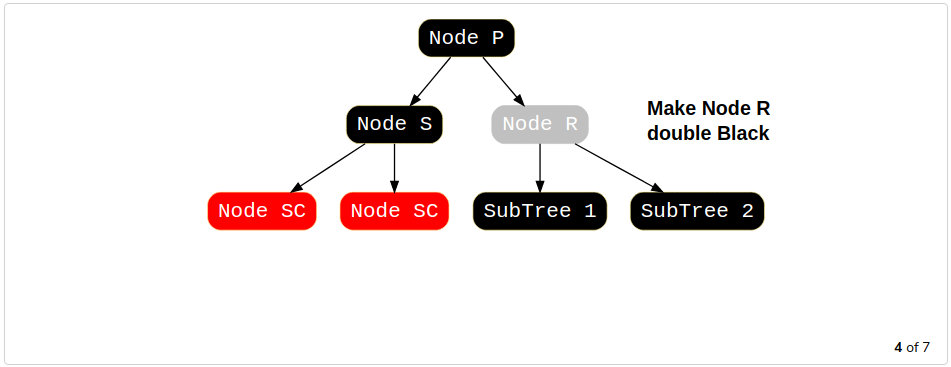 Node P
Node S
Node R
Make Node R
double Black
Node SC
Node SC
SubTree 1
SubTree 2
4 of 7